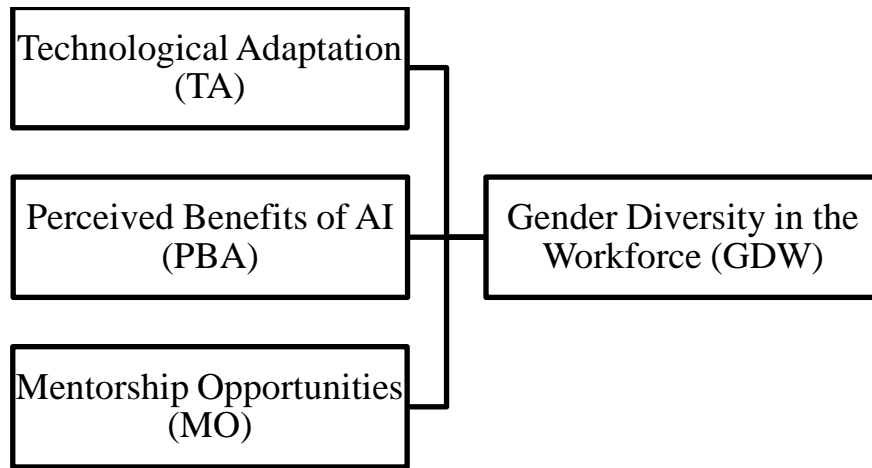 Technological Adaptation
(TA)
Perceived Benefits of AI
(PBA)
Gender Diversity in the
Workforce (GDW)
Mentorship Opportunities
(MO)